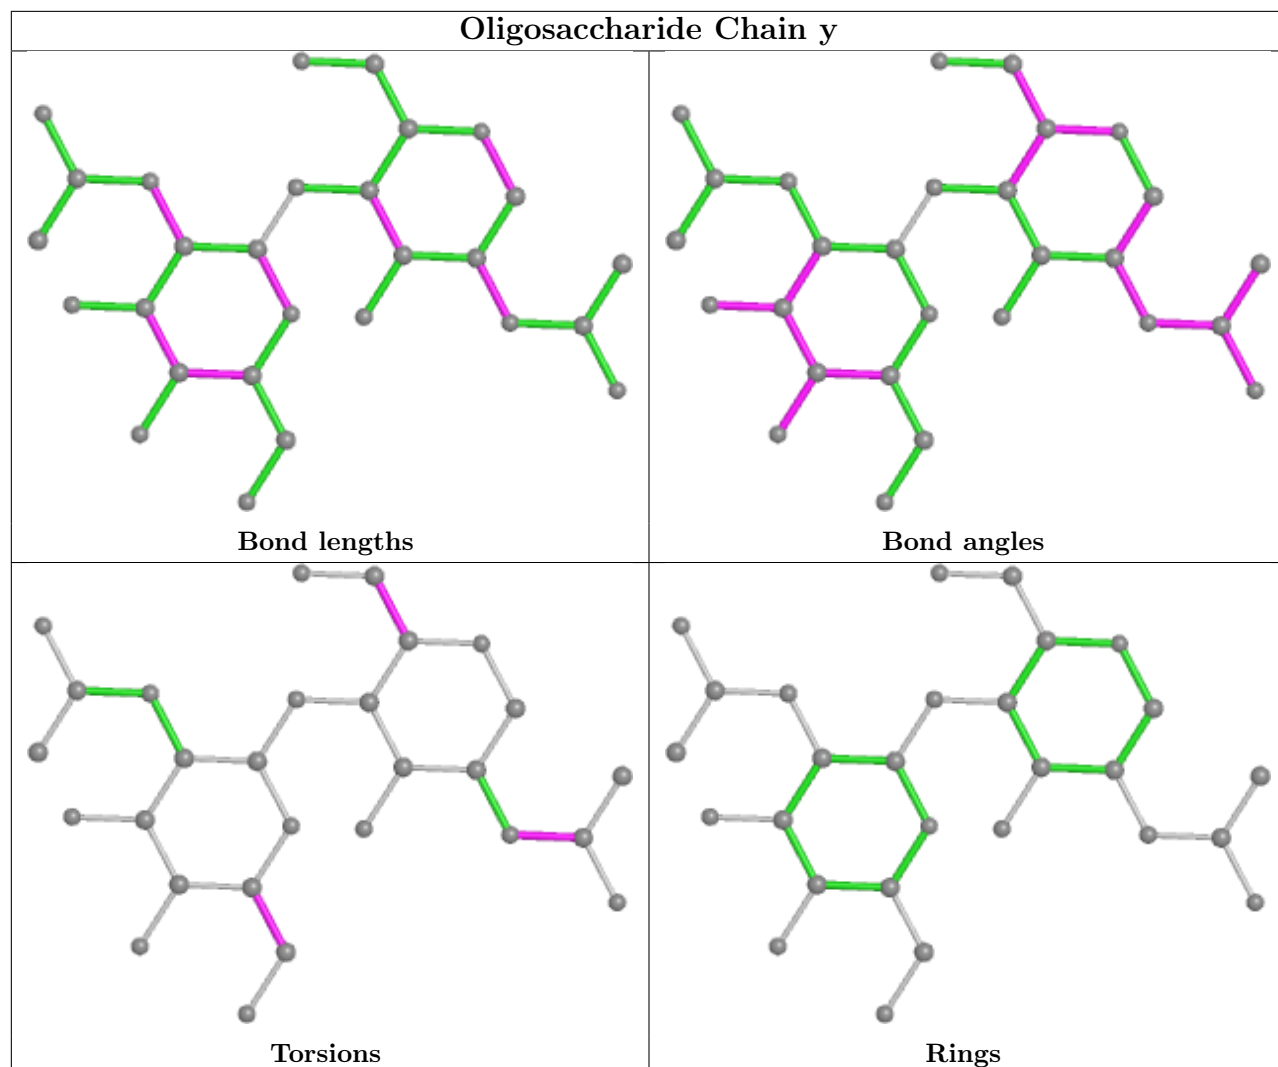 Oligosaccharide Chain y
Bond lengths
Bond angles
Torsions
Rings